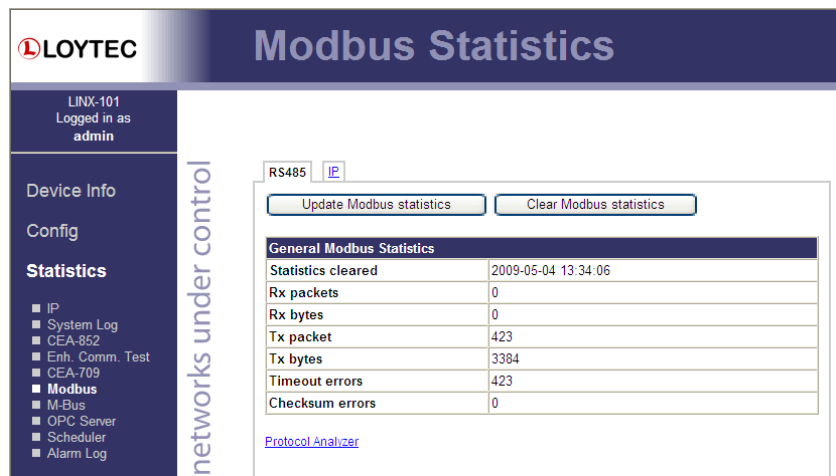 LOYTEC
Modbus Statistics
LINX-101
Logged in as
admin
Device Info
Config
Statistics
IP
System Log
CEA-852
Enh. Comm. Test
CEA-709
Modbus
M-Bus
OPC Server
Scheduler
Alarm Log
networks under control
RS485 IP
Update Modbus statistics Clear Modbus statistics
General Modbus Statistics
Statistics cleared 2009-05-04 13:34:06
Rx packets 0
Rx bytes 0
Tx packet 423
Tx bytes 3384
Timeout errors 423
Checksum errors 0
Protocol Analyzer